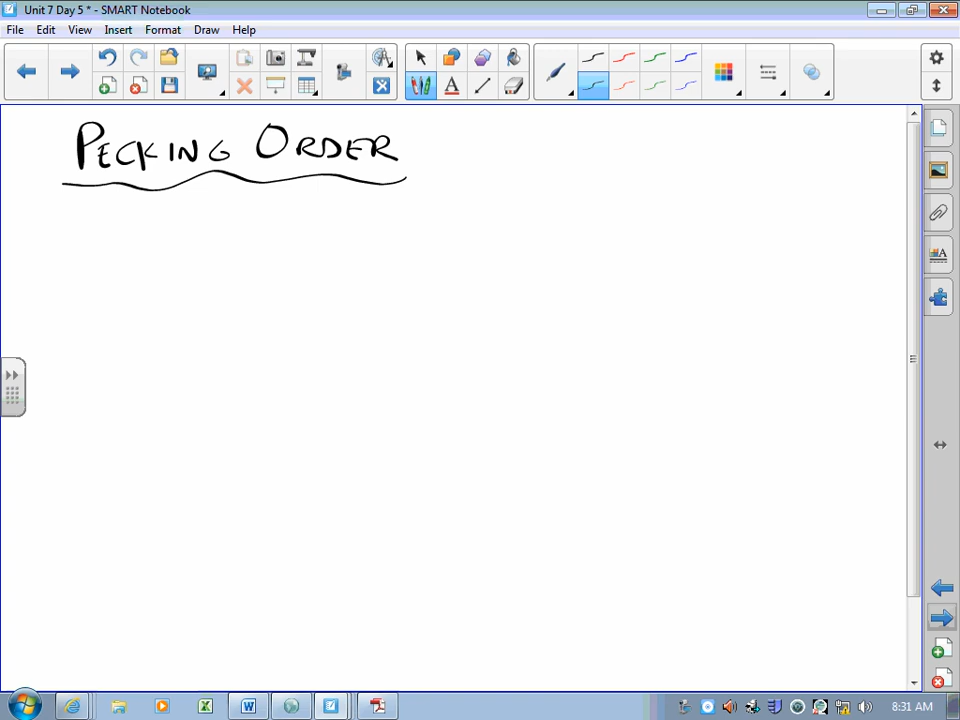 Unit 7 Day 5 * - SMART Notebook
File Edit View Insert Format Draw Help
PECKING ORDER
8:31 AM